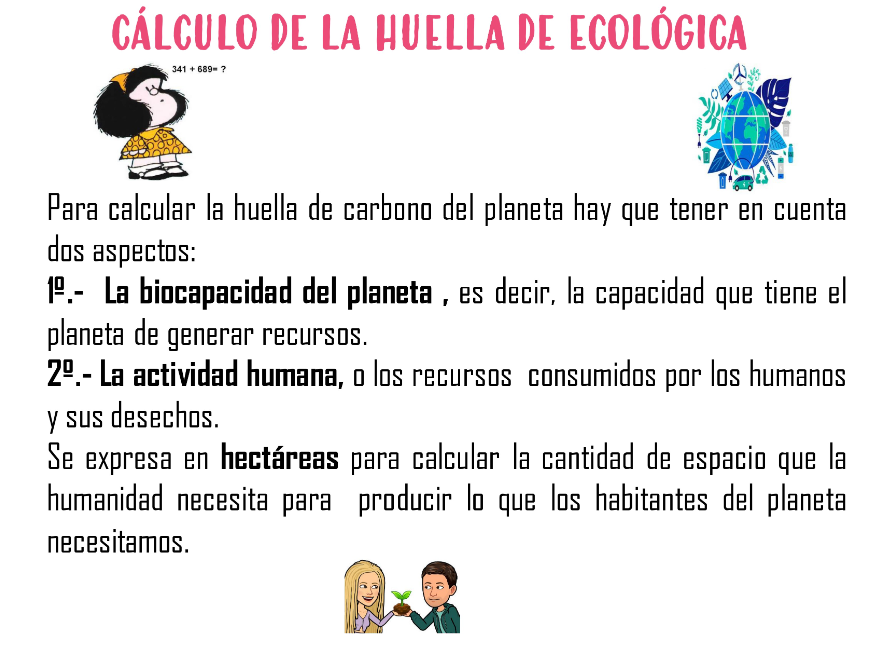 CÁLCULO DE LA HUELLA DE ECOLÓGICA
341 + 689= ?
Para calcular la huella de carbono del planeta hay que tener en cuenta
dos aspectos:
1º.- La biocapacidad del planeta , es decir, la capacidad que tiene el
planeta de generar recursos.
2º.- La actividad humana, o los recursos consumidos por los humanos
y sus desechos.
Se expresa en hectáreas para calcular la cantidad de espacio que la
humanidad necesita para producir lo que los habitantes del planeta
necesitamos.